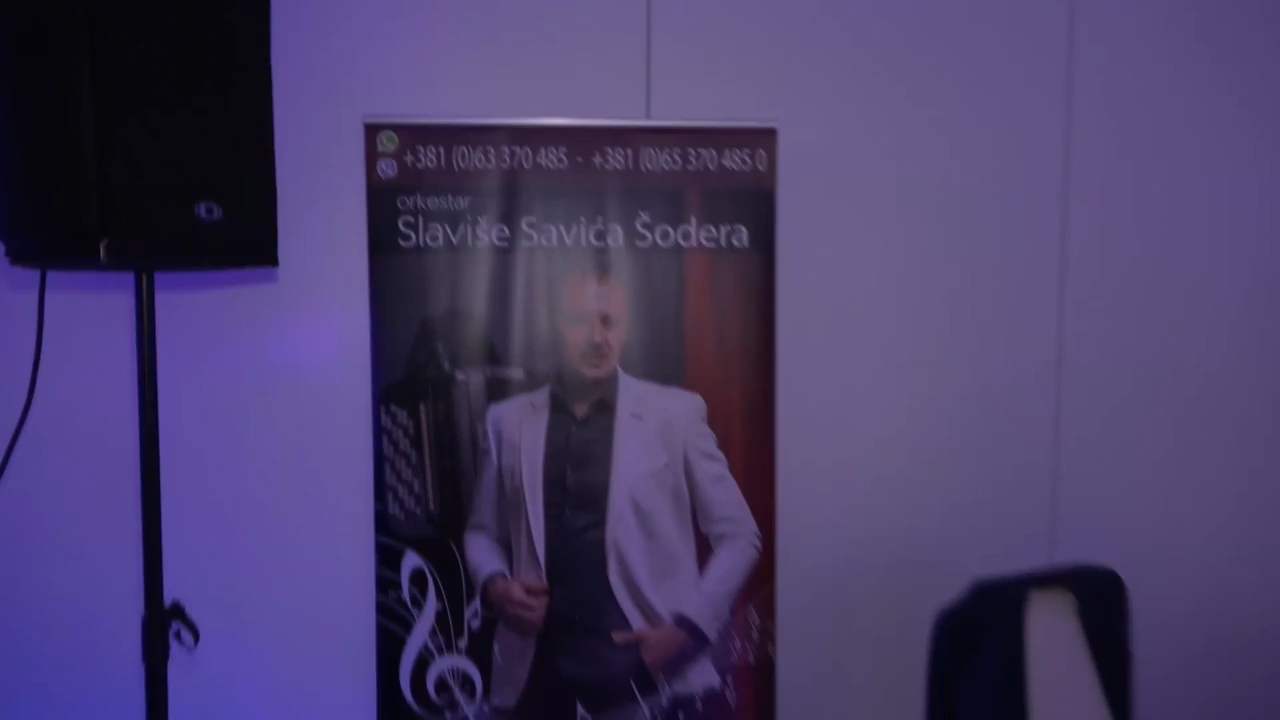 +381 (0)63 370 485 - +381 (0)65 370 485 0
orkestar
Slaviše Savića Šodera